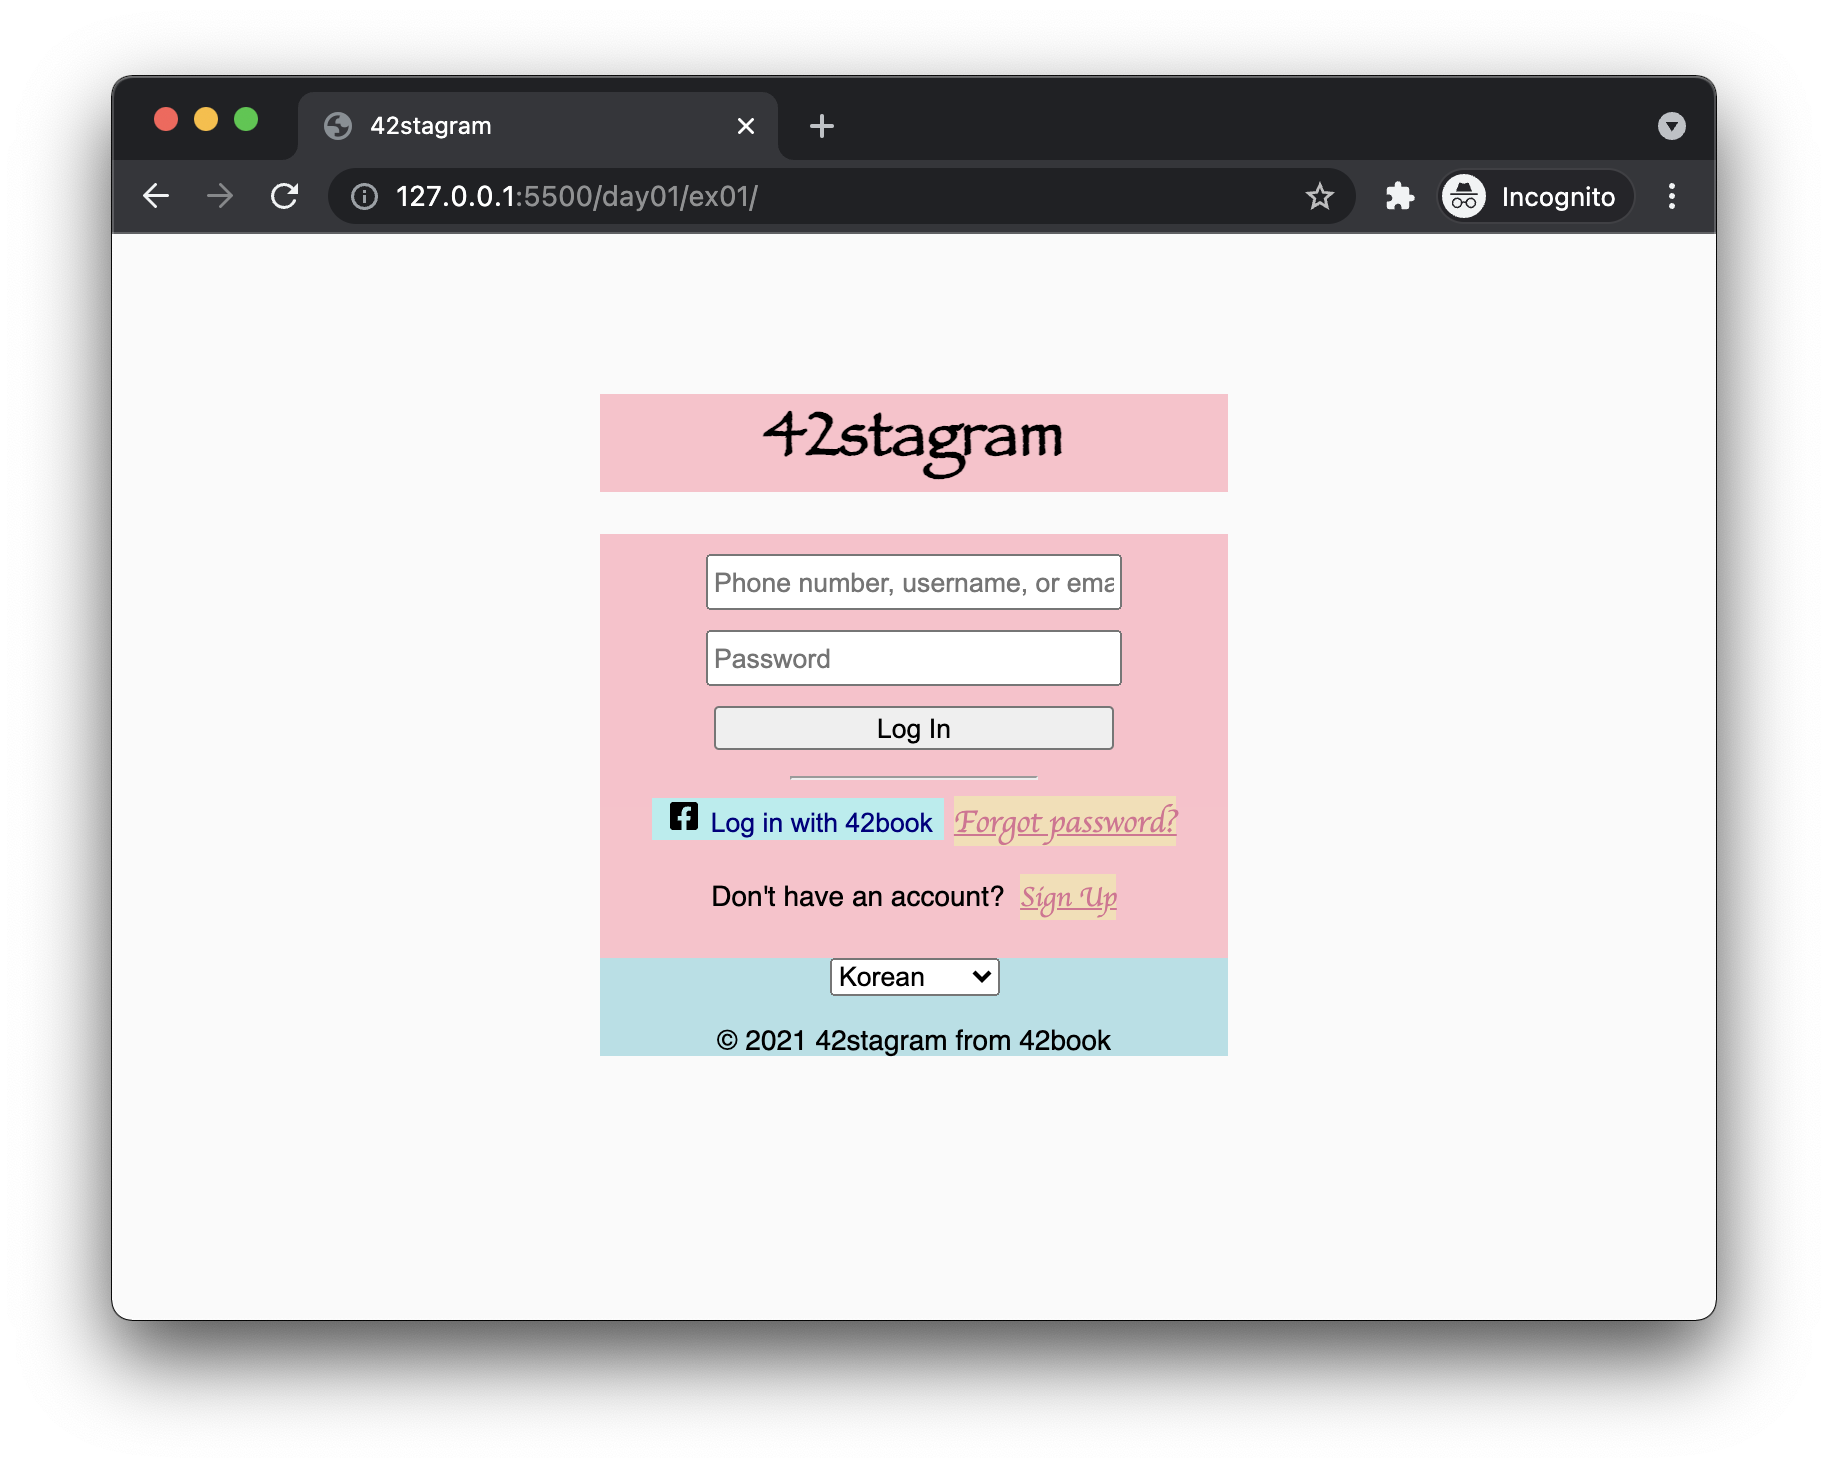 42stagram
127.0.0.1:5500/day01/ex01/
Incognito
42stagram
Phone number, username, or ema
Password
Log In
Log in with 42book Forgot password?
Don't have an account? Sign Up
Korean
© 2021 42stagram from 42book